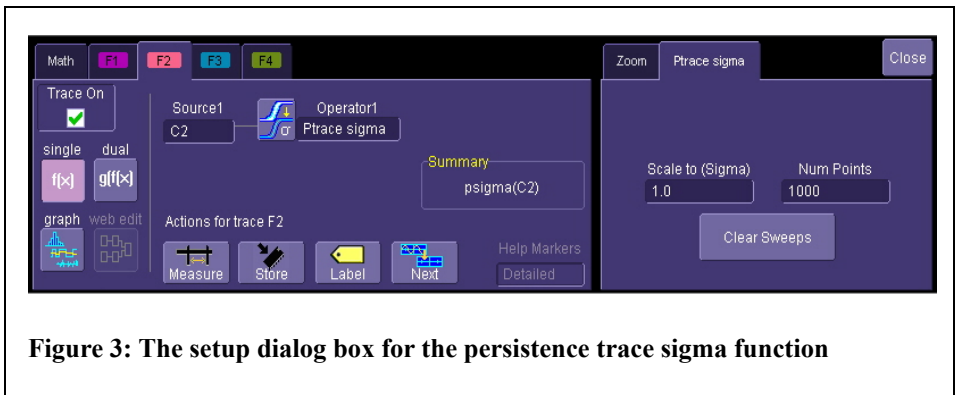 Math F1 F2 F3 F4
Trace On
single dual
f(x) g(f(x)
graph web edit
Source1
C2
Operator1
σ Ptrace sigma
Summary
psigma(C2)
Actions for trace F2
Measure Store Label Next
Help Markers
Detailed
Zoom Ptrace sigma Close
Scale to (Sigma) Num Points
1.0 1000
Clear Sweeps
Figure 3: The setup dialog box for the persistence trace sigma function